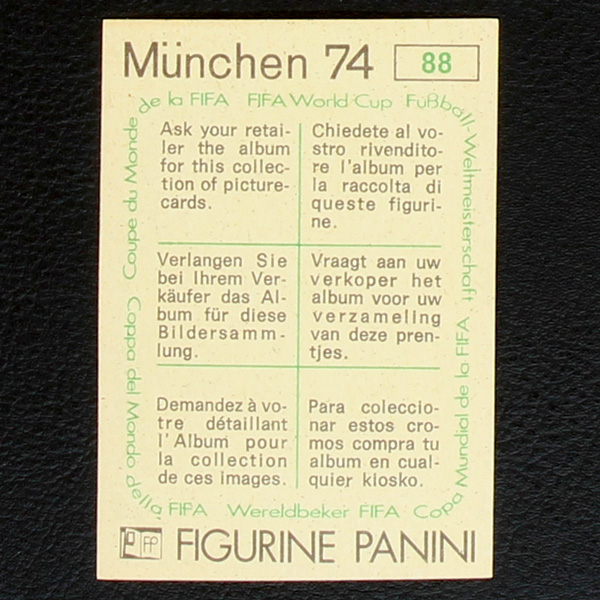 München 74
88
de la FIFA FIFA World Cup Fußball-Weltmeisterschaft
Ask your retai-
ler the album
for this collec-
tion of picture-
cards.
Chiedete al vo-
stro rivendito-
re l'album per
la raccolta di
queste figuri-
ne.
Verlangen Sie
bei Ihrem Ver-
käufer das Al-
bum für diese
Bildersamm-
lung.
Vraagt aan uw
verkoper het
album voor uw
verzameling
van deze pren-
tjes.
Demandez à vo-
tre détaillant
l'Album pour
la collection
de ces images.
Para coleccio-
nar estos cro-
mos compra tu
album en cual-
quier kiosko.
Coppa del Mondo Coupe du Monde
della FIFA Wereldbeker FIFA Copa Mundial de la FIFA
FP
FIGURINE PANINI